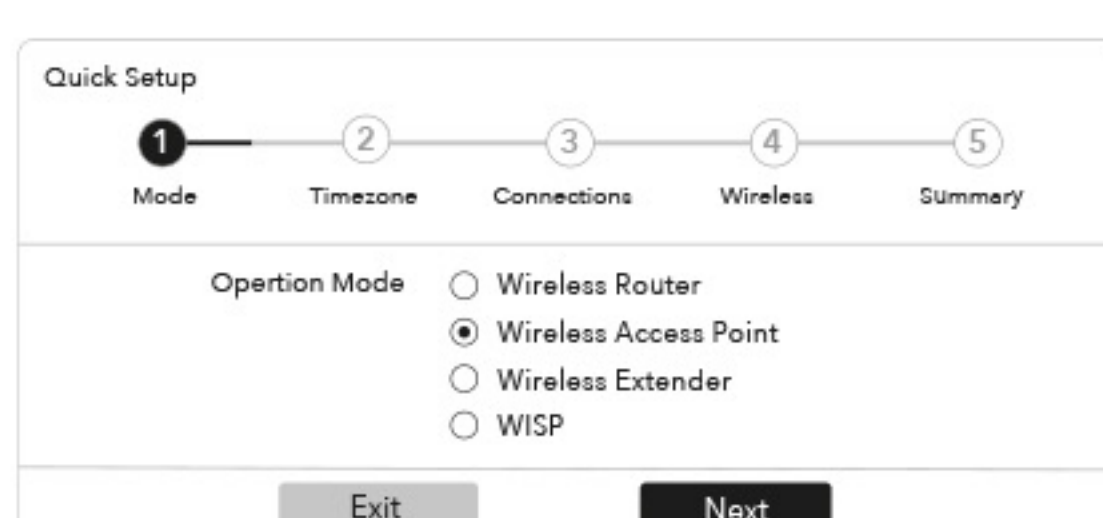 Quick Setup
1 2 3 4 5
Mode Timezone Connections Wireless Summary
Opertion Mode Wireless Router
Wireless Access Point
Wireless Extender
WISP
Exit Next